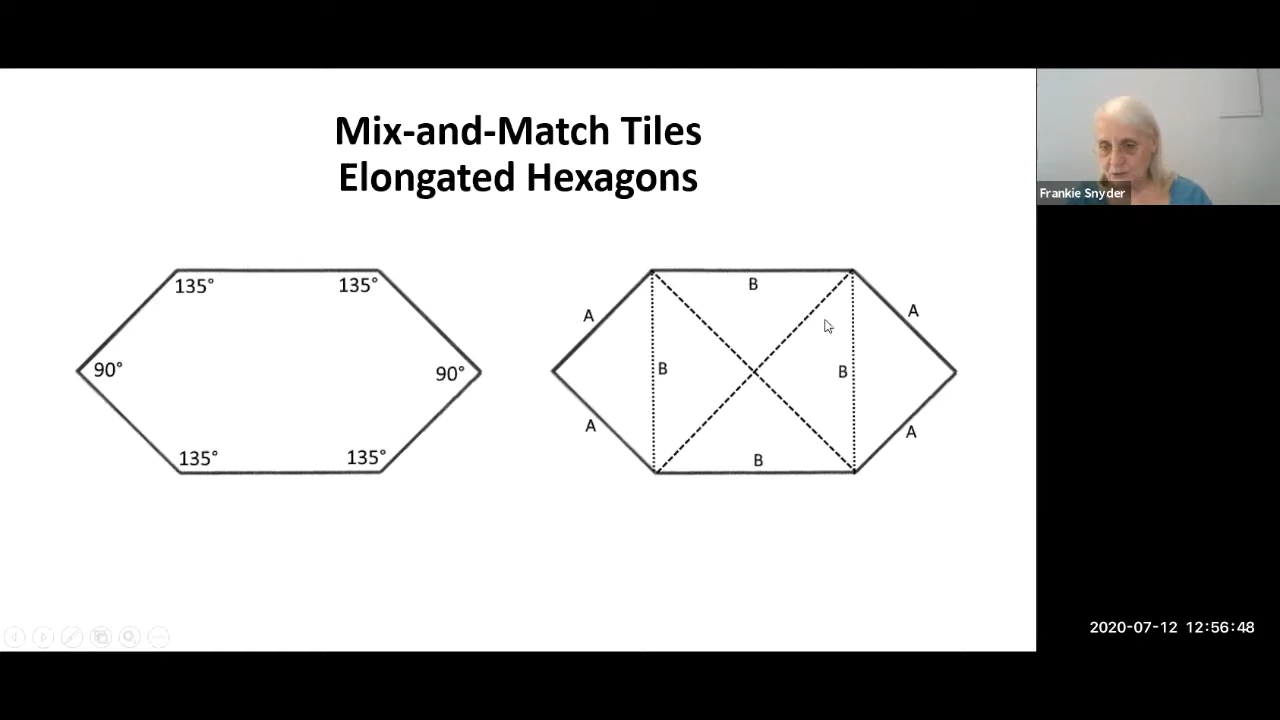 Mix-and-Match Tiles
Elongated Hexagons
135° 135°
90° 90°
135° 135°
B
A A
B B
A A
B
Frankie Snyder
2020-07-12 12:56:48